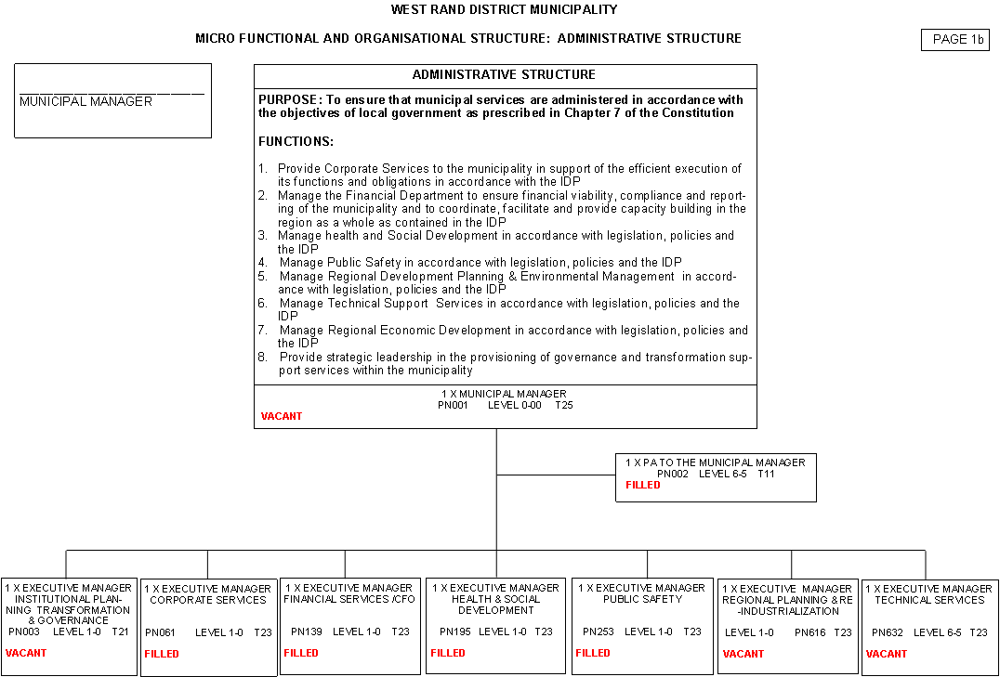 WEST RAND DISTRICT MUNICIPALITY
MICRO FUNCTIONAL AND ORGANISATIONAL STRUCTURE: ADMINISTRATIVE STRUCTURE
PAGE 1b
MUNICIPAL MANAGER
ADMINISTRATIVE STRUCTURE
PURPOSE: To ensure that municipal services are administered in accordance with
the objectives of local government as prescribed in Chapter 7 of the Constitution
FUNCTIONS:
1. Provide Corporate Services to the municipality in support of the efficient execution of
its functions and obligations in accordance with the IDP
2. Manage the Financial Department to ensure financial viability, compliance and report-
ing of the municipality and to coordinate, facilitate and provide capacity building in the
region as a whole as contained in the IDP
3. Manage health and Social Development in accordance with legislation, policies and
the IDP
4. Manage Public Safety in accordance with legislation, policies and the IDP
5. Manage Regional Development Planning & Environmental Management in accord-
ance with legislation, policies and the IDP
6. Manage Technical Support Services in accordance with legislation, policies and the
IDP
7. Manage Regional Economic Development in accordance with legislation, policies and
the IDP
8. Provide strategic leadership in the provisioning of governance and transformation sup-
port services within the municipality
1 X MUNICIPAL MANAGER
PN001 LEVEL 0-00 T25
VACANT
1 X PA TO THE MUNICIPAL MANAGER
PN002 LEVEL 6-5 T11
FILLED
1 X EXECUTIVE MANAGER
INSTITUTIONAL PLAN-
NING TRANSFORMATION
& GOVERNANCE
PN003 LEVEL 1-0 T21
VACANT
1 X EXECUTIVE MANAGER
CORPORATE SERVICES
PN061 LEVEL 1-0 T23
FILLED
1 X EXECUTIVE MANAGER
FINANCIAL SERVICES /CFO
PN139 LEVEL 1-0 T23
FILLED
1 X EXECUTIVE MANAGER
HEALTH & SOCIAL
DEVELOPMENT
PN195 LEVEL 1-0 T23
FILLED
1 X EXECUTIVE MANAGER
PUBLIC SAFETY
PN253 LEVEL 1-0 T23
FILLED
1 X EXECUTIVE MANAGER
REGIONAL PLANNING & RE
-INDUSTRIALIZATION
LEVEL 1-0 PN616 T23
VACANT
1 X EXECUTIVE MANAGER
TECHNICAL SERVICES
PN632 LEVEL 6-5 T23
VACANT